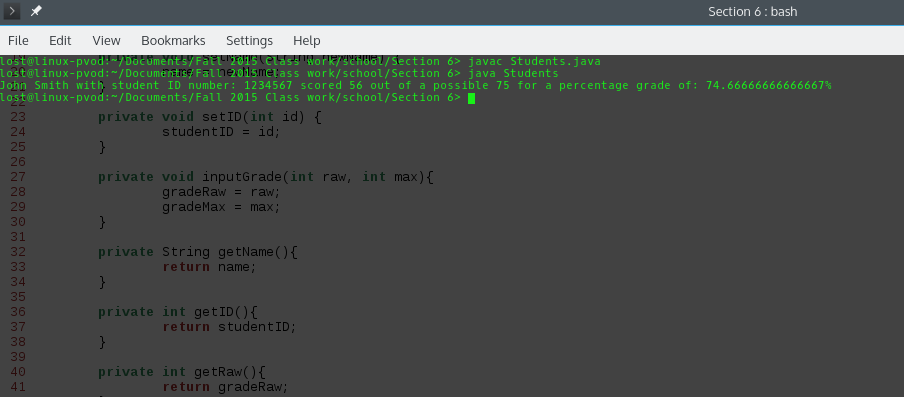 Section 6 : bash
File Edit View Bookmarks Settings Help
lost@linux-pvod:~/Documents/Fall 2015 Class work/school/Section 6> javac Students.java
lost@linux-pvod:~/Documents/Fall 2015 Class work/school/Section 6> java Students
John Smith with student ID number: 1234567 scored 56 out of a possible 75 for a percentage grade of: 74.66666666666667%
lost@linux-pvod:~/Documents/Fall 2015 Class work/school/Section 6>
22
23 private void setID(int id) {
24 studentID = id;
25 }
26
27 private void inputGrade(int raw, int max){
28 gradeRaw = raw;
29 gradeMax = max;
30 }
31
32 private String getName(){
33 return name;
34 }
35
36 private int getID(){
37 return studentID;
38 }
39
40 private int getRaw(){
41 return gradeRaw;